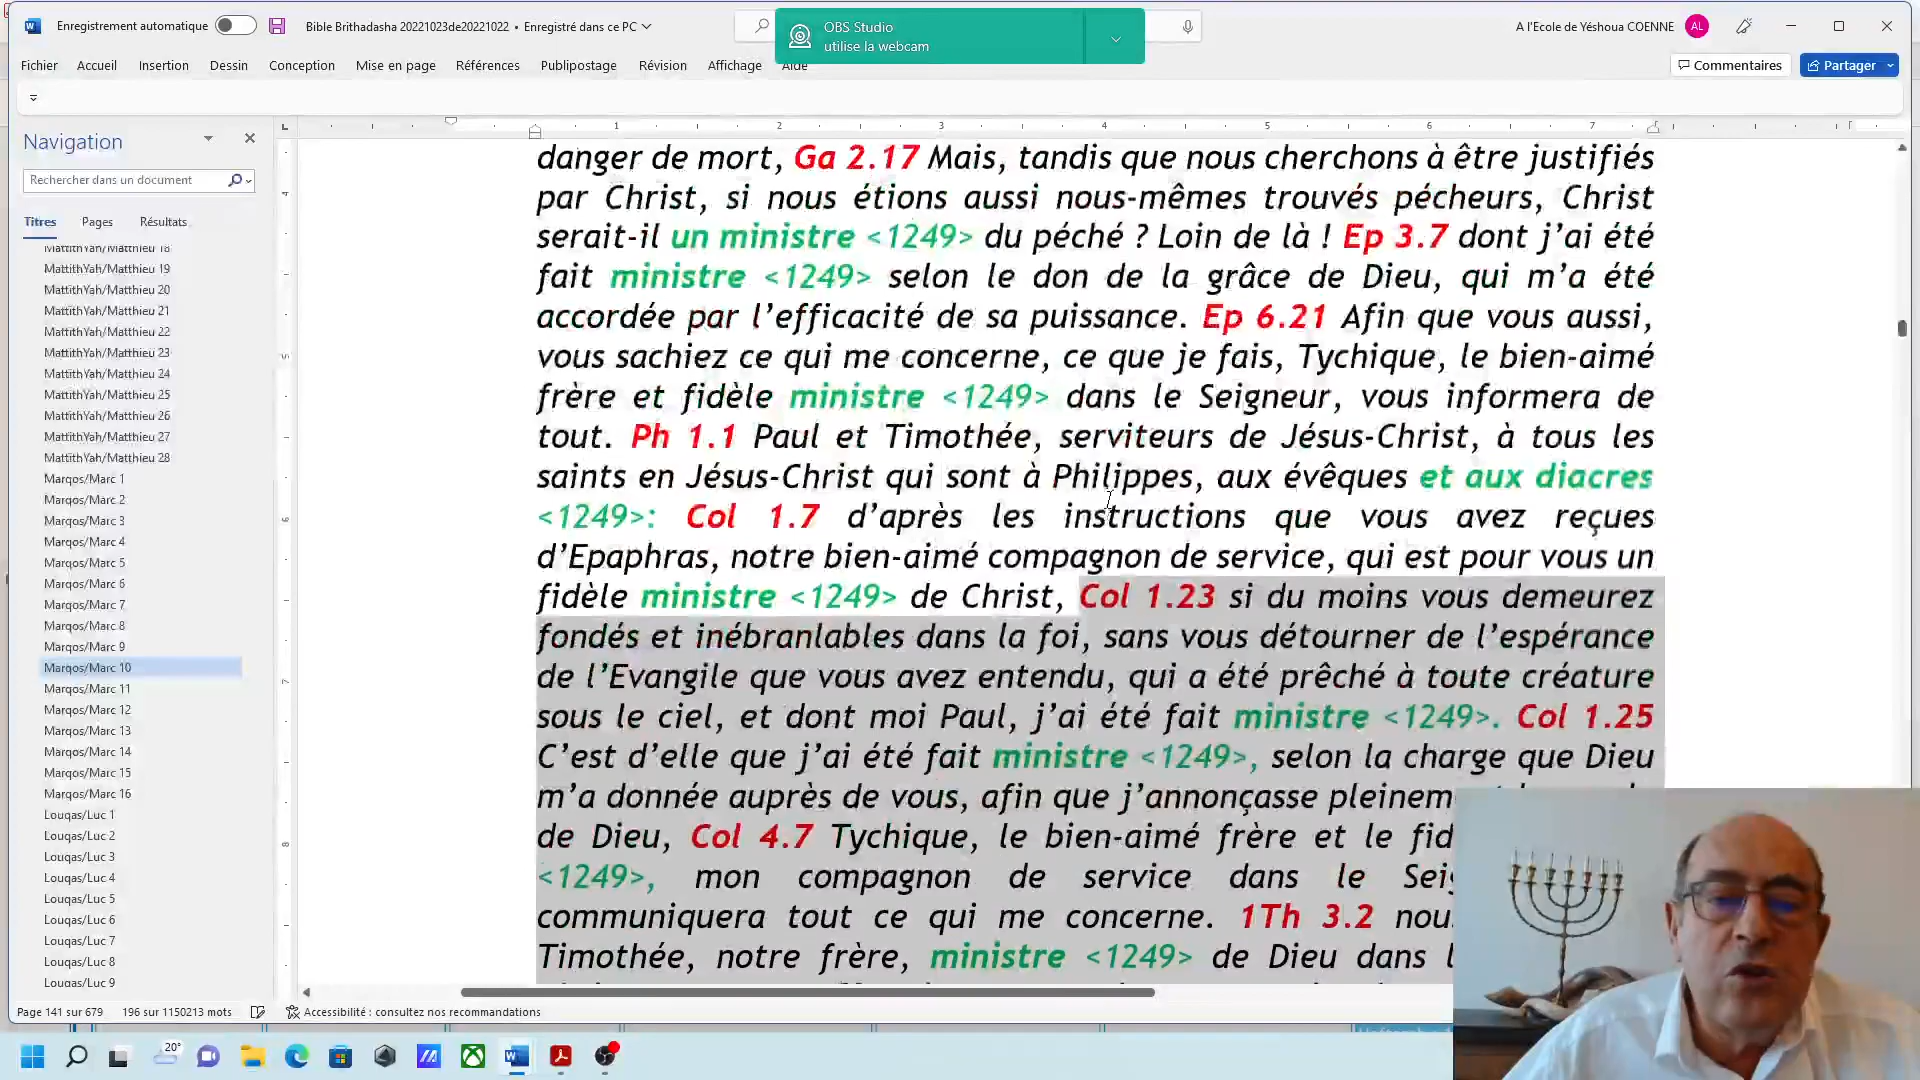 Enregistrement automatique
Bible Brithadasha 20221023de20221022 • Enregistré dans ce PC
OBS Studio
utilise la webcam
A l'Ecole de Yéshoua COENNE
AL
Fichier Accueil Insertion Dessin Conception Mise en page Références Publipostage Révision Affichage Aide
Commentaires
Partager
Navigation
Rechercher dans un document
Titres Pages Résultats
MattithYah/Matthieu 18
MattithYah/Matthieu 19
MattithYah/Matthieu 20
MattithYah/Matthieu 21
MattithYah/Matthieu 22
MattithYah/Matthieu 23
MattithYah/Matthieu 24
MattithYah/Matthieu 25
MattithYah/Matthieu 26
MattithYah/Matthieu 27
MattithYah/Matthieu 28
Marqos/Marc 1
Marqos/Marc 2
Marqos/Marc 3
Marqos/Marc 4
Marqos/Marc 5
Marqos/Marc 6
Marqos/Marc 7
Marqos/Marc 8
Marqos/Marc 9
Marqos/Marc 10
Marqos/Marc 11
Marqos/Marc 12
Marqos/Marc 13
Marqos/Marc 14
Marqos/Marc 15
Marqos/Marc 16
Louqas/Luc 1
Louqas/Luc 2
Louqas/Luc 3
Louqas/Luc 4
Louqas/Luc 5
Louqas/Luc 6
Louqas/Luc 7
Louqas/Luc 8
Louqas/Luc 9
1 2 3 4 5 6 7
4
5
6
7
8
danger de mort, Ga 2.17 Mais, tandis que nous cherchons à être justifiés
par Christ, si nous étions aussi nous-mêmes trouvés pécheurs, Christ
serait-il un ministre <1249> du péché ? Loin de là ! Ep 3.7 dont j'ai été
fait ministre <1249> selon le don de la grâce de Dieu, qui m'a été
accordée par l'efficacité de sa puissance. Ep 6.21 Afin que vous aussi,
vous sachiez ce qui me concerne, ce que je fais, Tychique, le bien-aimé
frère et fidèle ministre <1249> dans le Seigneur, vous informera de
tout. Ph 1.1 Paul et Timothée, serviteurs de Jésus-Christ, à tous les
saints en Jésus-Christ qui sont à Philippes, aux évêques et aux diacres
<1249>: Col 1.7 d'après les instructions que vous avez reçues
d'Epaphras, notre bien-aimé compagnon de service, qui est pour vous un
fidèle ministre <1249> de Christ, Col 1.23 si du moins vous demeurez
fondés et inébranlables dans la foi, sans vous détourner de l'espérance
de l'Evangile que vous avez entendu, qui a été prêché à toute créature
sous le ciel, et dont moi Paul, j'ai été fait ministre <1249>. Col 1.25
C'est d'elle que j'ai été fait ministre <1249>, selon la charge que Dieu
m'a donnée auprès de vous, afin que j'annonçasse
de Dieu, Col 4.7 Tychique, le bien-aimé frère et le
<1249>, mon compagnon de service dans le
communiquera tout ce qui me concerne. 1Th 3.2
Timothée, notre frère, ministre <1249> de Dieu dans
Page 141 sur 679 196 sur 1150213 mots Accessibilité : consultez nos recommandations
20°